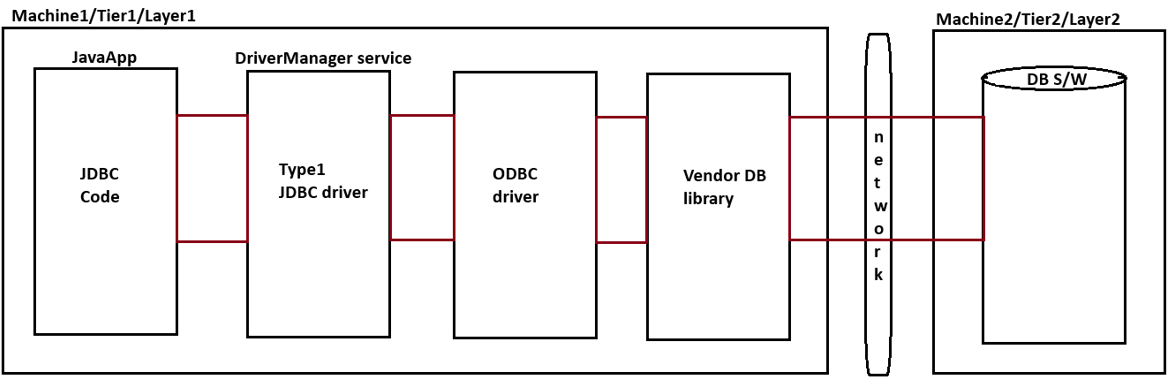 Machine1/Tier1/Layer1
Machine2/Tier2/Layer2
JavaApp
DriverManager service
DB S/W
JDBC
Code
Type1
JDBC driver
ODBC
driver
Vendor DB
library
n
e
t
w
o
r
k